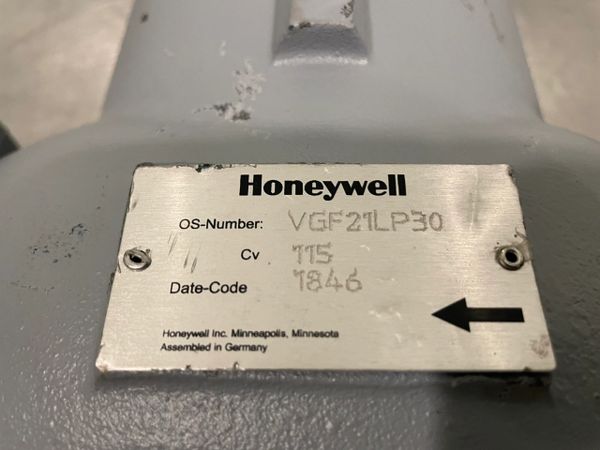 Honeywell
OS-Number: VGF21LP30
Cv 115
Date-Code 1846
Honeywell Inc. Minneapolis, Minnesota
Assembled in Germany